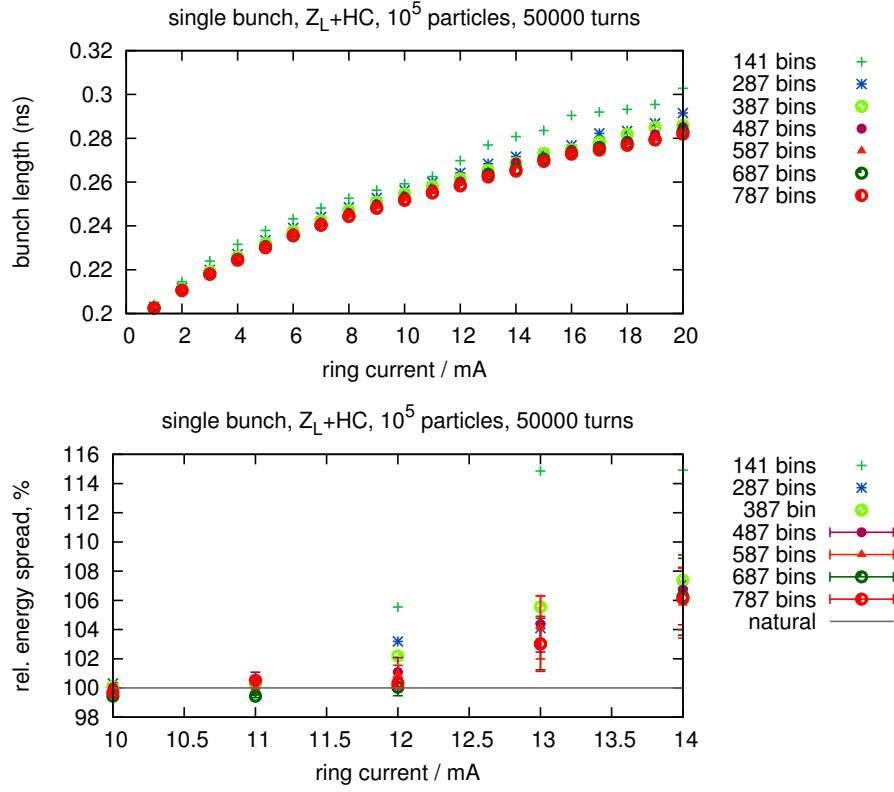 single bunch, Z_L+HC, 10^5 particles, 50000 turns
0.32
0.3
0.28
0.26
0.24
0.22
0.2
bunch length (ns)
0 2 4 6 8 10 12 14 16 18 20
ring current / mA
141 bins
287 bins
387 bins
487 bins
587 bins
687 bins
787 bins
single bunch, Z_L+HC, 10^5 particles, 50000 turns
116
114
112
110
108
106
104
102
100
98
rel. energy spread, %
10 10.5 11 11.5 12 12.5 13 13.5 14
ring current / mA
141 bins
287 bins
387 bin
487 bins
587 bins
687 bins
787 bins
natural